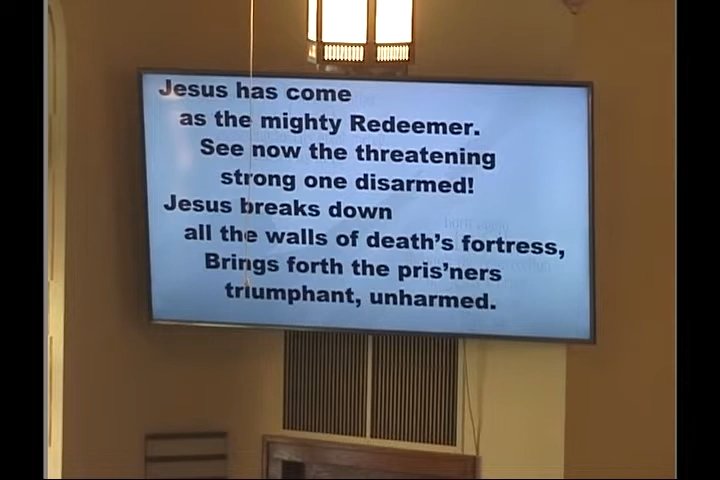 Jesus has come
as the mighty Redeemer.
See now the threatening
strong one disarmed!
Jesus breaks down
all the walls of death's fortress,
Brings forth the pris'ners
triumphant, unharmed.